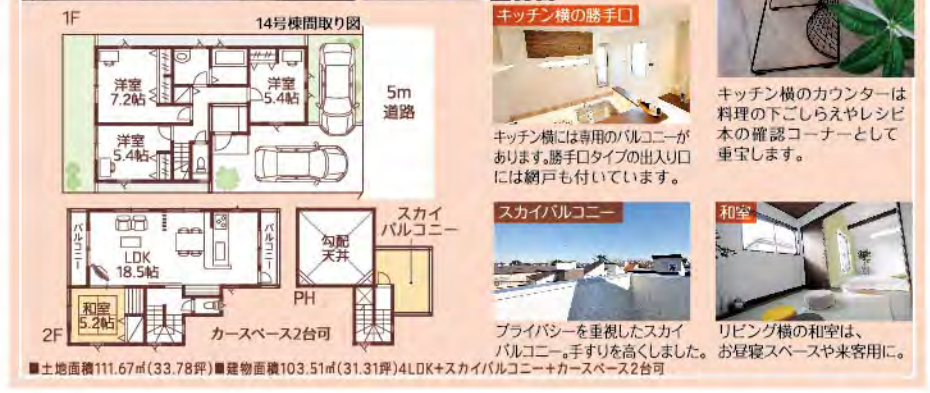 1F
14号棟間取り図
洋室
7.2帖
洋室
5.4帖
洋室
5.4帖
5m
道路
バルコニー
LDK
18.5帖
バルコニー
和室
5.2帖
2F
勾配
天井
PH
スカイ
バルコニー
カースペース2台可
キッチン横の勝手口
キッチン横には専用のバルコニーが
あります。勝手口タイプの出入り口
には網戸も付いています。
キッチン横のカウンターは
料理の下ごしらえやレシピ
本の確認コーナーとして
重宝します。
スカイバルコニー
プライバシーを重視したスカイ
バルコニー。手すりを高くしました。
和室
リビング横の和室は、
お昼寝スペースや来客用に。
■土地面積111.67㎡(33.78坪)■建物面積103.51㎡(31.31坪)4LDK+スカイバルコニー+カースペース2台可